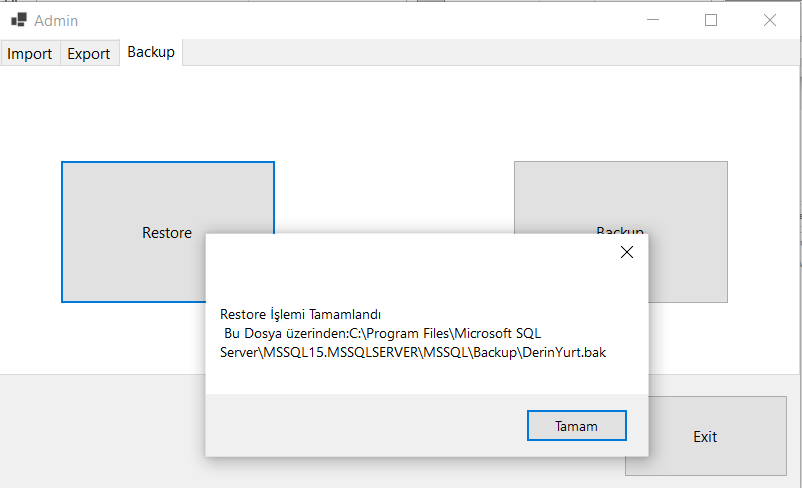 Admin
Import Export Backup
Restore
Backup
Restore İşlemi Tamamlandı
Bu Dosya üzerinden:C:\Program Files\Microsoft SQL
Server\MSSQL15.MSSQLSERVER\MSSQL\Backup\DerinYurt.bak
Tamam
Exit